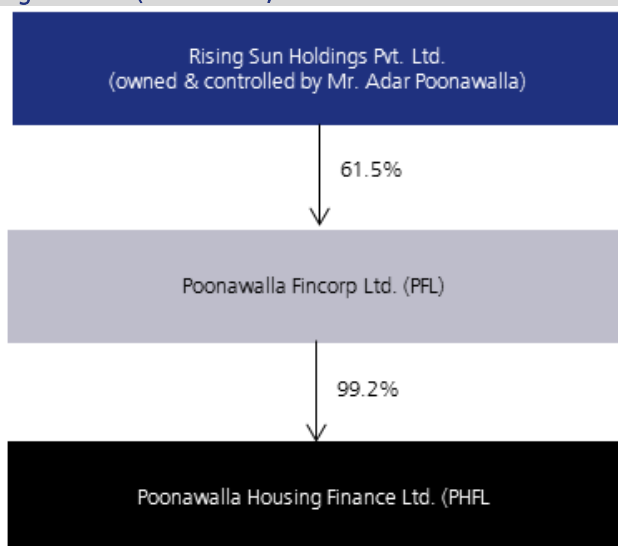 Rising Sun Holdings Pvt. Ltd.
(owned & controlled by Mr. Adar Poonawalla)
61.5%
Poonawalla Fincorp Ltd. (PFL)
99.2%
Poonawalla Housing Finance Ltd. (PHFL